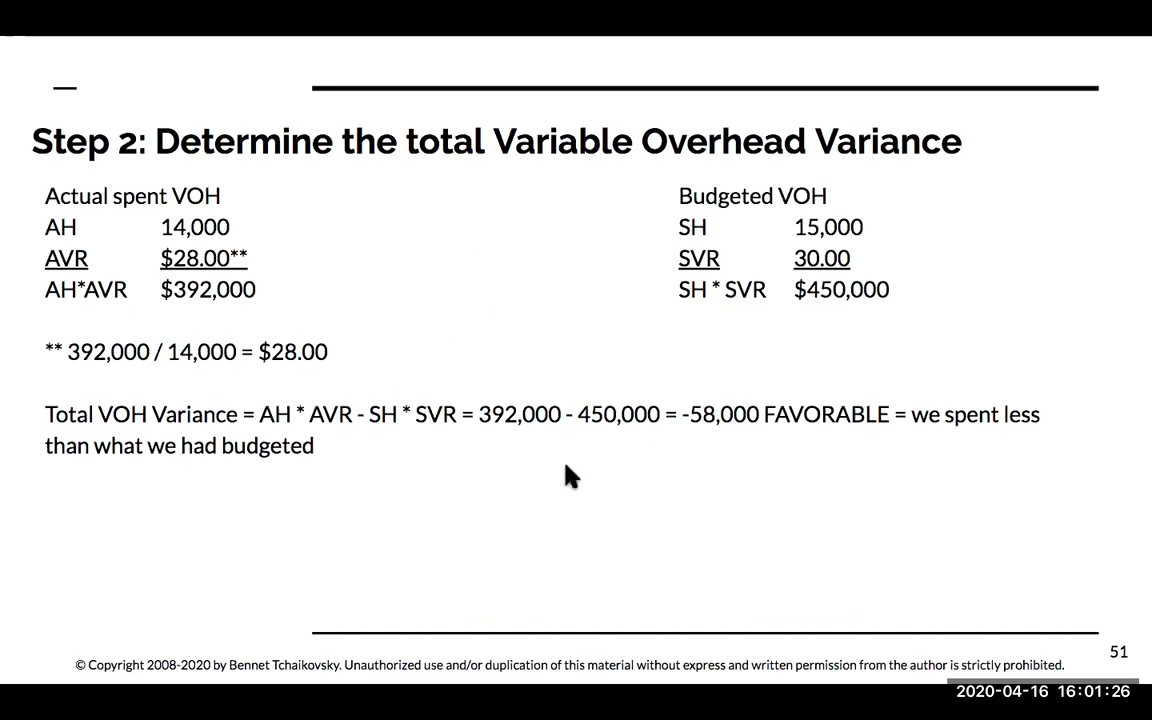 Step 2: Determine the total Variable Overhead Variance
Actual spent VOH
AH 14,000
AVR $28.00**
AH*AVR $392,000
** 392,000 / 14,000 = $28.00
Budgeted VOH
SH 15,000
SVR 30.00
SH * SVR $450,000
Total VOH Variance = AH * AVR - SH * SVR = 392,000 - 450,000 = -58,000 FAVORABLE = we spent less
than what we had budgeted
© Copyright 2008-2020 by Bennet Tchaikovsky. Unauthorized use and/or duplication of this material without express and written permission from the author is strictly prohibited.
51
2020-04-16 16:01:26